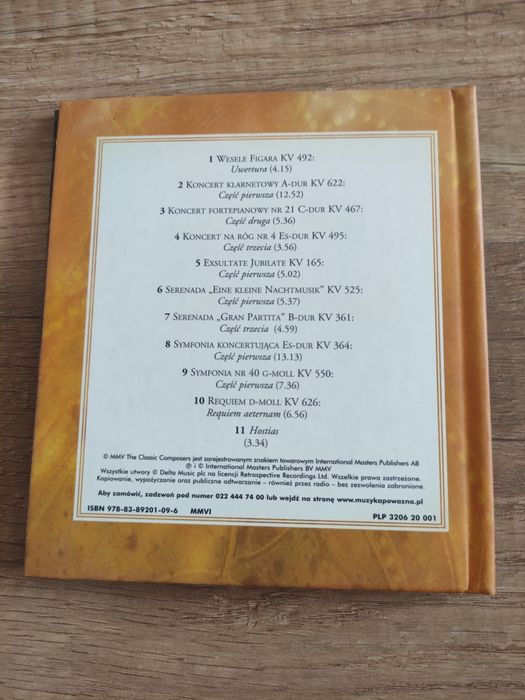 1 Wesele Figara KV 492:
Uwertura (4.15)
2 Koncert klarnetowy A-dur KV 622:
Część pierwsza (12.52)
3 Koncert fortepianowy nr 21 C-dur KV 467:
Część druga (5.36)
4 Koncert na róg nr 4 Es-dur KV 495:
Część trzecia (3.56)
5 Exsultate Jubilate KV 165:
Część pierwsza (5.02)
6 Serenada „Eine kleine Nachtmusik” KV 525:
Część pierwsza (5.37)
7 Serenada „Gran Partita” B-dur KV 361:
Część trzecia (4.59)
8 Symfonia koncertująca Es-dur KV 364:
Część pierwsza (13.13)
9 Symfonia nr 40 g-moll KV 550:
Część pierwsza (7.36)
10 Requiem d-moll KV 626:
Requiem aeternam (6.56)
11 Hostias
(3.34)
© MMV The Classic Composers jest zarejestrowanym znakiem towarowym International Masters Publishers AB
℗ i © International Masters Publishers BV MMV
Wszystkie utwory © Delta Music plc na licencji Retrospective Recordings Ltd. Wszelkie prawa zastrzeżone.
Kopiowanie, wypożyczanie oraz publiczne odtwarzanie – również przez radio – bez zezwolenia zabronione.
Aby zamówić, zadzwoń pod numer 022 444 74 00 lub wejdź na stronę www.muzykapowazna.pl
ISBN 978-83-89201-09-6 MMVI PLP 3206 20 001